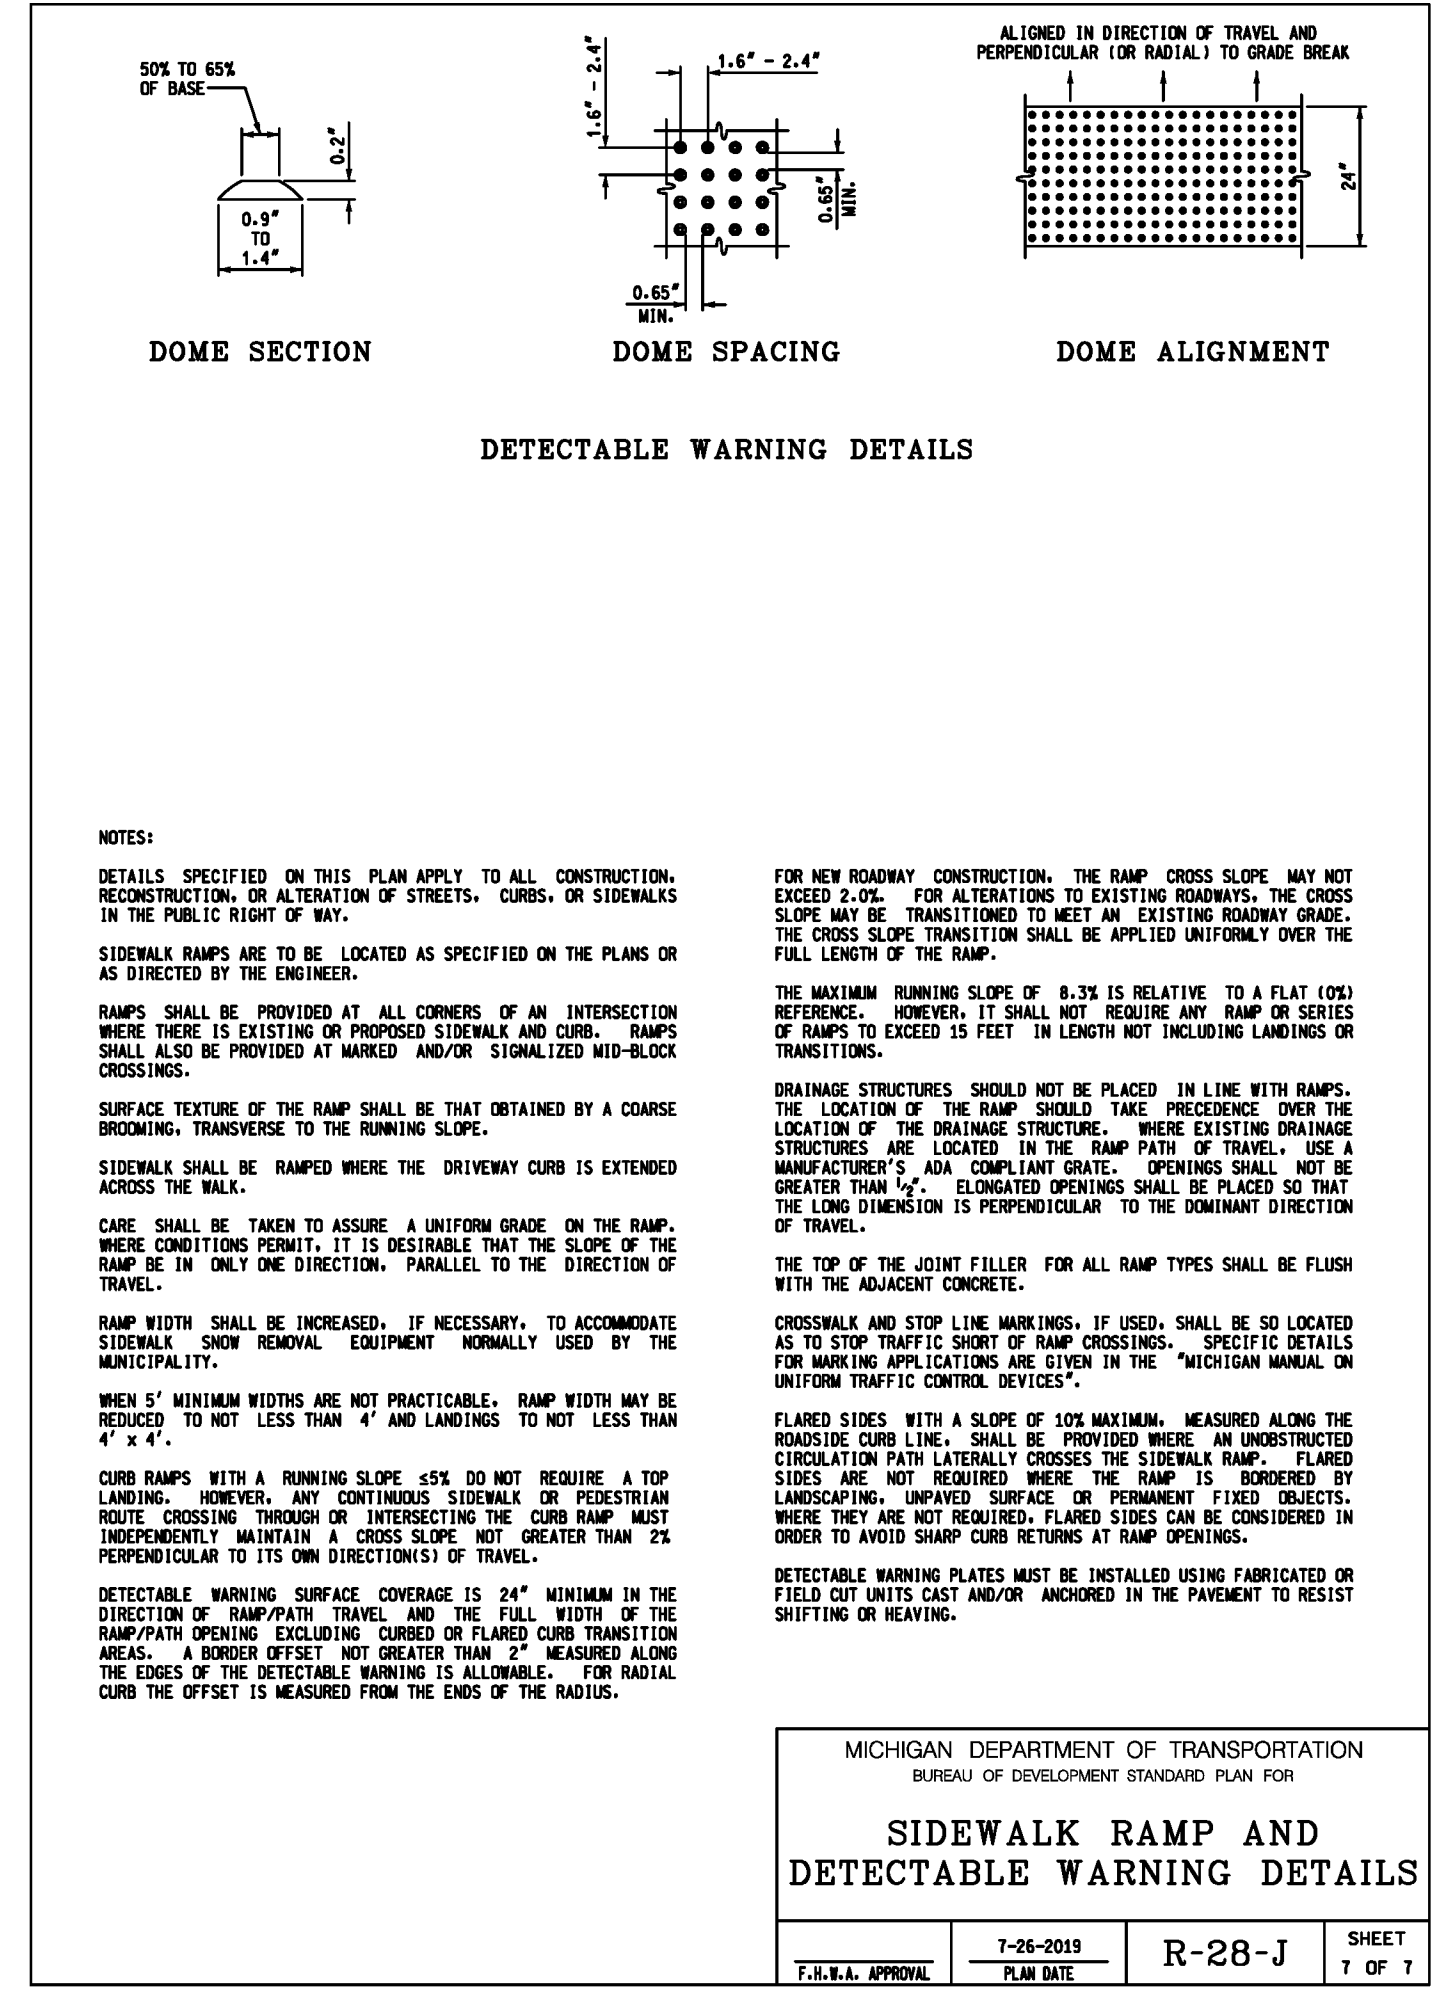 50% TO 65%
OF BASE
0.2"
0.9"
TO
1.4"
DOME SECTION
1.6" - 2.4"
1.6" - 2.4"
0.65"
MIN.
0.65"
MIN.
DOME SPACING
ALIGNED IN DIRECTION OF TRAVEL AND
PERPENDICULAR (OR RADIAL) TO GRADE BREAK
24"
DOME ALIGNMENT
DETECTABLE WARNING DETAILS
NOTES:
DETAILS SPECIFIED ON THIS PLAN APPLY TO ALL CONSTRUCTION,
RECONSTRUCTION, OR ALTERATION OF STREETS, CURBS, OR SIDEWALKS
IN THE PUBLIC RIGHT OF WAY.
SIDEWALK RAMPS ARE TO BE LOCATED AS SPECIFIED ON THE PLANS OR
AS DIRECTED BY THE ENGINEER.
RAMPS SHALL BE PROVIDED AT ALL CORNERS OF AN INTERSECTION
WHERE THERE IS EXISTING OR PROPOSED SIDEWALK AND CURB. RAMPS
SHALL ALSO BE PROVIDED AT MARKED AND/OR SIGNALIZED MID-BLOCK
CROSSINGS.
SURFACE TEXTURE OF THE RAMP SHALL BE THAT OBTAINED BY A COARSE
BROOMING, TRANSVERSE TO THE RUNNING SLOPE.
SIDEWALK SHALL BE RAMPED WHERE THE DRIVEWAY CURB IS EXTENDED
ACROSS THE WALK.
CARE SHALL BE TAKEN TO ASSURE A UNIFORM GRADE ON THE RAMP.
WHERE CONDITIONS PERMIT, IT IS DESIRABLE THAT THE SLOPE OF THE
RAMP BE IN ONLY ONE DIRECTION, PARALLEL TO THE DIRECTION OF
TRAVEL.
RAMP WIDTH SHALL BE INCREASED, IF NECESSARY, TO ACCOMMODATE
SIDEWALK SNOW REMOVAL EQUIPMENT NORMALLY USED BY THE
MUNICIPALITY.
WHEN 5' MINIMUM WIDTHS ARE NOT PRACTICABLE, RAMP WIDTH MAY BE
REDUCED TO NOT LESS THAN 4' AND LANDINGS TO NOT LESS THAN
4' x 4'.
CURB RAMPS WITH A RUNNING SLOPE ≤5% DO NOT REQUIRE A TOP
LANDING. HOWEVER, ANY CONTINUOUS SIDEWALK OR PEDESTRIAN
ROUTE CROSSING THROUGH OR INTERSECTING THE CURB RAMP MUST
INDEPENDENTLY MAINTAIN A CROSS SLOPE NOT GREATER THAN 2%
PERPENDICULAR TO ITS OWN DIRECTION(S) OF TRAVEL.
DETECTABLE WARNING SURFACE COVERAGE IS 24" MINIMUM IN THE
DIRECTION OF RAMP/PATH TRAVEL AND THE FULL WIDTH OF THE
RAMP/PATH OPENING EXCLUDING CURBED OR FLARED CURB TRANSITION
AREAS. A BORDER OFFSET NOT GREATER THAN 2" MEASURED ALONG
THE EDGES OF THE DETECTABLE WARNING IS ALLOWABLE. FOR RADIAL
CURB THE OFFSET IS MEASURED FROM THE ENDS OF THE RADIUS.
FOR NEW ROADWAY CONSTRUCTION, THE RAMP CROSS SLOPE MAY NOT
EXCEED 2.0%. FOR ALTERATIONS TO EXISTING ROADWAYS, THE CROSS
SLOPE MAY BE TRANSITIONED TO MEET AN EXISTING ROADWAY GRADE.
THE CROSS SLOPE TRANSITION SHALL BE APPLIED UNIFORMLY OVER THE
FULL LENGTH OF THE RAMP.
THE MAXIMUM RUNNING SLOPE OF 8.3% IS RELATIVE TO A FLAT (0%)
REFERENCE. HOWEVER, IT SHALL NOT REQUIRE ANY RAMP OR SERIES
OF RAMPS TO EXCEED 15 FEET IN LENGTH NOT INCLUDING LANDINGS OR
TRANSITIONS.
DRAINAGE STRUCTURES SHOULD NOT BE PLACED IN LINE WITH RAMPS.
THE LOCATION OF THE RAMP SHOULD TAKE PRECEDENCE OVER THE
LOCATION OF THE DRAINAGE STRUCTURE. WHERE EXISTING DRAINAGE
STRUCTURES ARE LOCATED IN THE RAMP PATH OF TRAVEL, USE A
MANUFACTURER'S ADA COMPLIANT GRATE. OPENINGS SHALL NOT BE
GREATER THAN 1/2". ELONGATED OPENINGS SHALL BE PLACED SO THAT
THE LONG DIMENSION IS PERPENDICULAR TO THE DOMINANT DIRECTION
OF TRAVEL.
THE TOP OF THE JOINT FILLER FOR ALL RAMP TYPES SHALL BE FLUSH
WITH THE ADJACENT CONCRETE.
CROSSWALK AND STOP LINE MARKINGS, IF USED, SHALL BE SO LOCATED
AS TO STOP TRAFFIC SHORT OF RAMP CROSSINGS. SPECIFIC DETAILS
FOR MARKING APPLICATIONS ARE GIVEN IN THE "MICHIGAN MANUAL ON
UNIFORM TRAFFIC CONTROL DEVICES".
FLARED SIDES WITH A SLOPE OF 10% MAXIMUM, MEASURED ALONG THE
ROADSIDE CURB LINE, SHALL BE PROVIDED WHERE AN UNOBSTRUCTED
CIRCULATION PATH LATERALLY CROSSES THE SIDEWALK RAMP. FLARED
SIDES ARE NOT REQUIRED WHERE THE RAMP IS BORDERED BY
LANDSCAPING, UNPAVED SURFACE OR PERMANENT FIXED OBJECTS.
WHERE THEY ARE NOT REQUIRED, FLARED SIDES CAN BE CONSIDERED IN
ORDER TO AVOID SHARP CURB RETURNS AT RAMP OPENINGS.
DETECTABLE WARNING PLATES MUST BE INSTALLED USING FABRICATED OR
FIELD CUT UNITS CAST AND/OR ANCHORED IN THE PAVEMENT TO RESIST
SHIFTING OR HEAVING.
MICHIGAN DEPARTMENT OF TRANSPORTATION
BUREAU OF DEVELOPMENT STANDARD PLAN FOR
SIDEWALK RAMP AND
DETECTABLE WARNING DETAILS
F.H.W.A. APPROVAL
7-26-2019
PLAN DATE
R-28-J
SHEET
7 OF 7